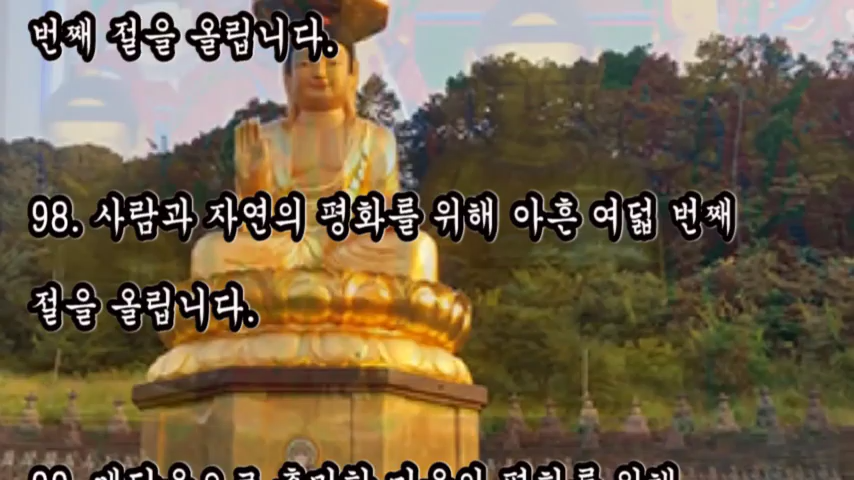 번째 절을 올립니다.
98. 사람과 자연의 평화를 위해 아흔 여덟 번째
절을 올립니다.